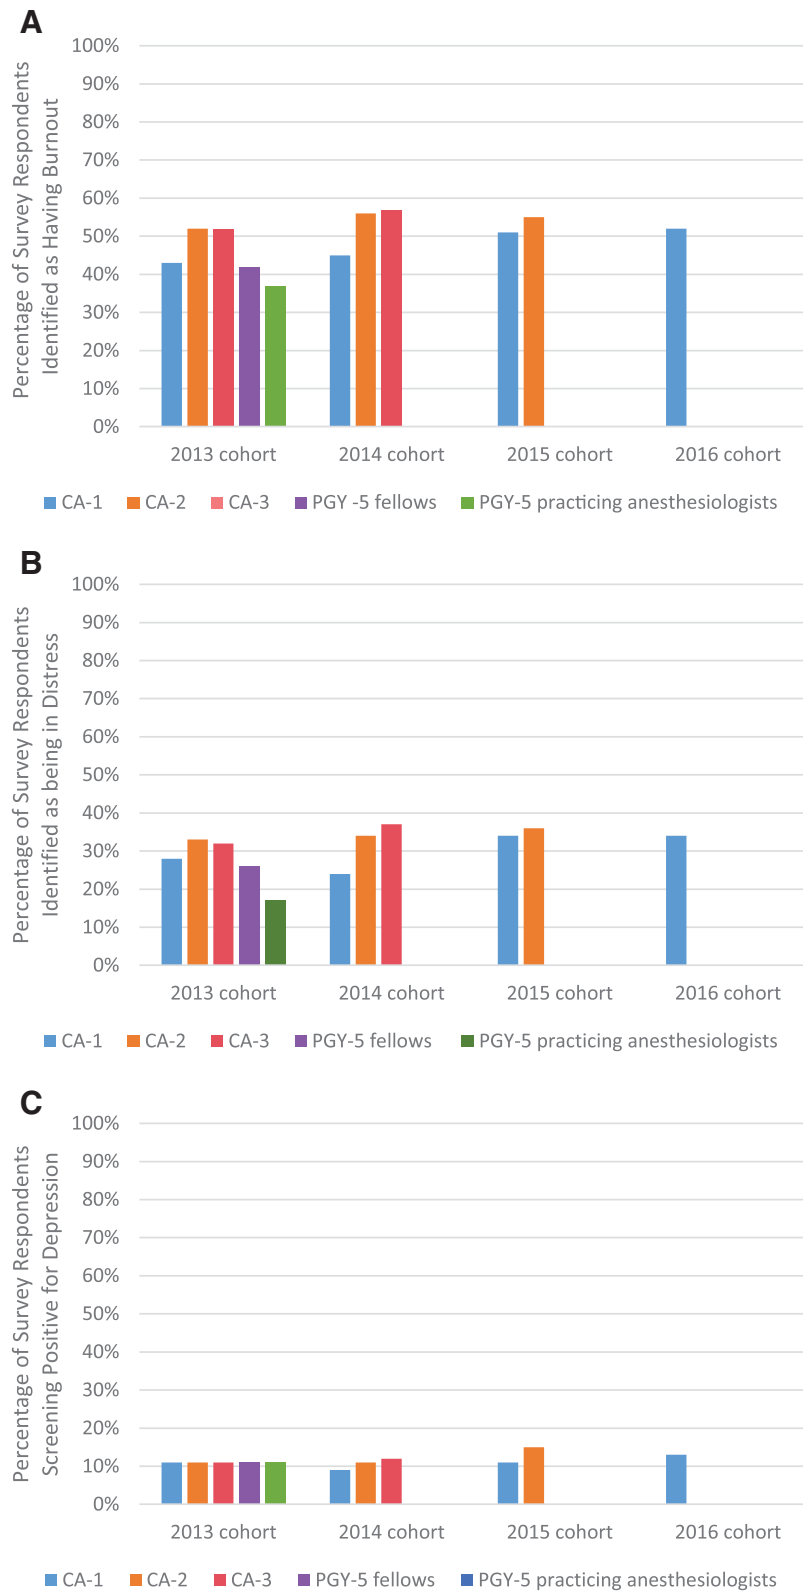 A
Percentage of Survey Respondents
Identified as Having Burnout
100%
90%
80%
70%
60%
50%
40%
30%
20%
10%
0%
2013 cohort 2014 cohort 2015 cohort 2016 cohort
CA-1 CA-2 CA-3 PGY -5 fellows PGY-5 practicing anesthesiologists
B
Percentage of Survey Respondents
Identified as being in Distress
100%
90%
80%
70%
60%
50%
40%
30%
20%
10%
0%
2013 cohort 2014 cohort 2015 cohort 2016 cohort
CA-1 CA-2 CA-3 PGY-5 fellows PGY-5 practicing anesthesiologists
C
Percentage of Survey Respondents
Screening Positive for Depression
100%
90%
80%
70%
60%
50%
40%
30%
20%
10%
0%
2013 cohort 2014 cohort 2015 cohort 2016 cohort
CA-1 CA-2 CA-3 PGY-5 fellows PGY-5 practicing anesthesiologists